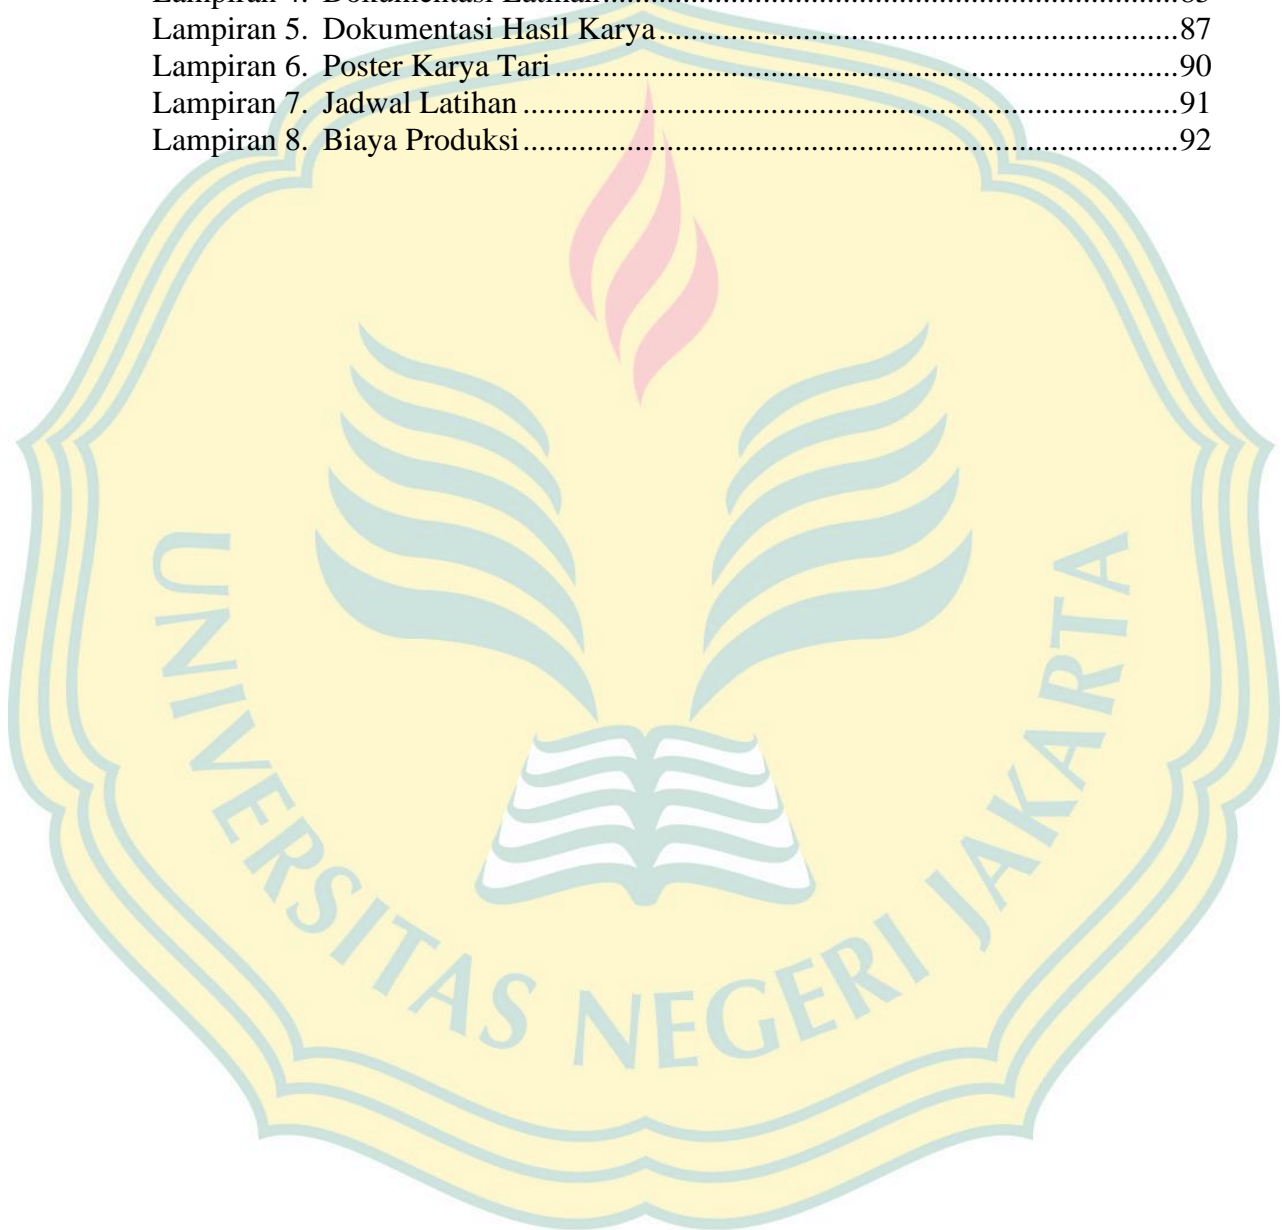 Lampiran 4. Dokumentasi Latihan
Lampiran 5. Dokumentasi Hasil Karya ........................................................................ 87
Lampiran 6. Poster Karya Tari ........................................................................ 90
Lampiran 7. Jadwal Latihan ........................................................................ 91
Lampiran 8. Biaya Produksi ........................................................................ 92
UNIVERSITAS NEGERI JAKARTA